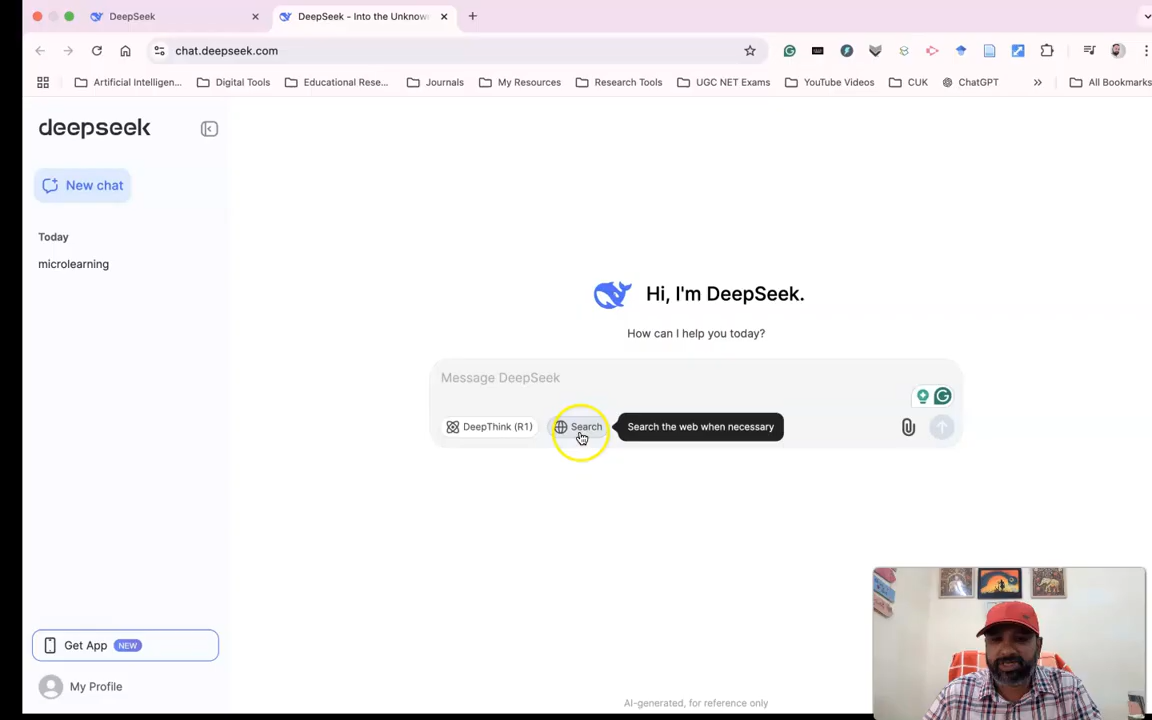 DeepSeek
DeepSeek - Into the Unknow
chat.deepseek.com
Artificial Intelligen...
Digital Tools
Educational Rese...
Journals
My Resources
Research Tools
UGC NET Exams
YouTube Videos
CUK
ChatGPT
All Bookmarks
deepseek
New chat
Today
microlearning
Hi, I'm DeepSeek.
How can I help you today?
Message DeepSeek
DeepThink (R1)
Search
Search the web when necessary
Get App NEW
My Profile
AI-generated, for reference only